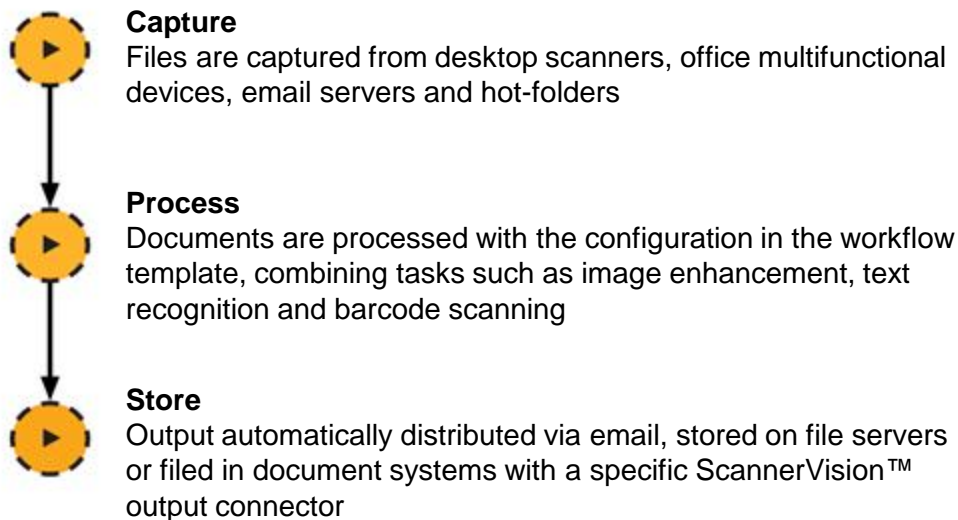 Capture
Files are captured from desktop scanners, office multifunctional
devices, email servers and hot-folders
Process
Documents are processed with the configuration in the workflow
template, combining tasks such as image enhancement, text
recognition and barcode scanning
Store
Output automatically distributed via email, stored on file servers
or filed in document systems with a specific ScannerVision™
output connector